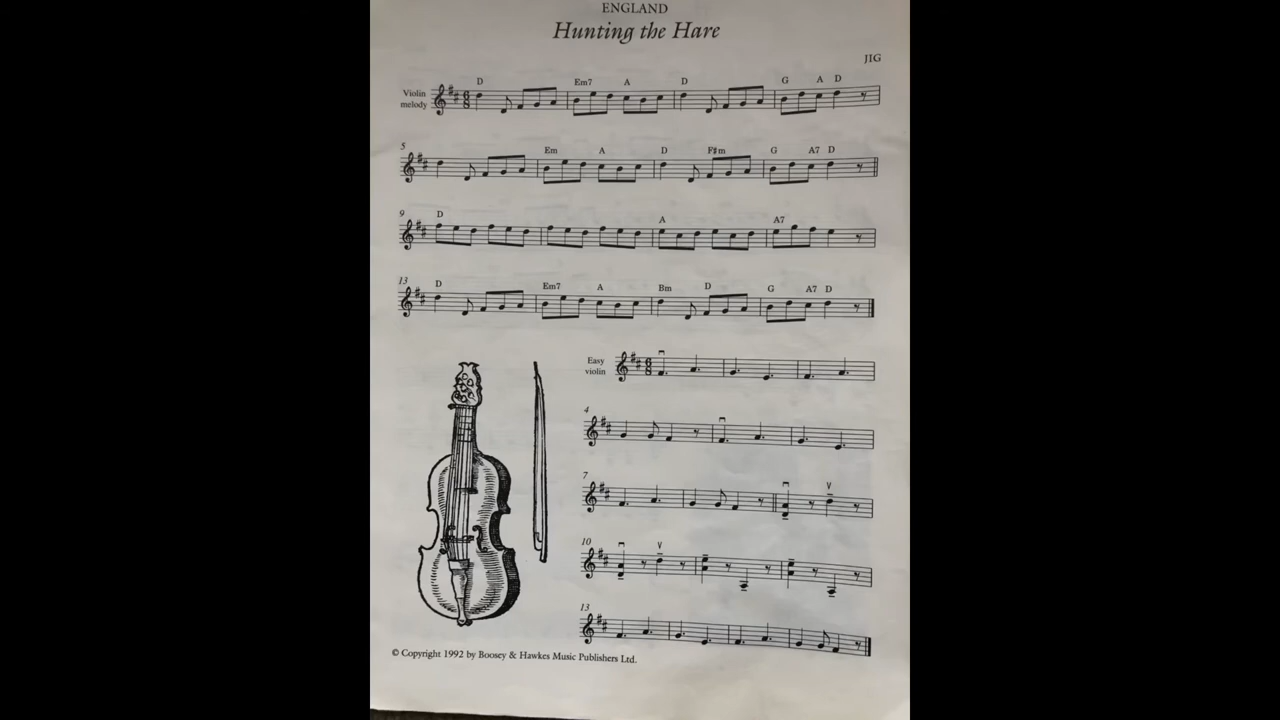 ENGLAND
Hunting the Hare
JIG
Violin melody
D Em7 A D G A D
5
Em A D F#m G A7 D
9
D A A7
13
D Em7 A Bm D G A7 D
Easy violin
4
7
10
13
© Copyright 1992 by Boosey & Hawkes Music Publishers Ltd.